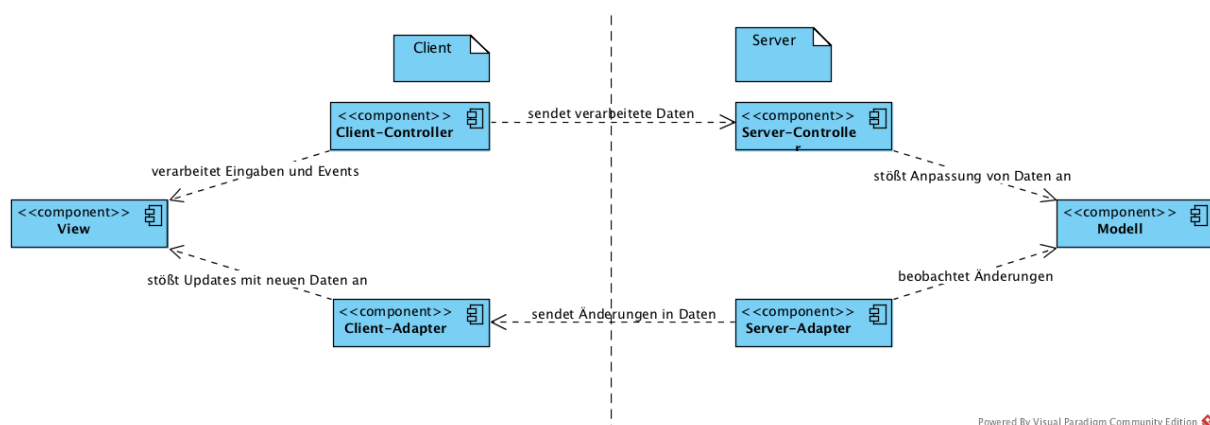 Client
Server
<<component>>
Client-Controller
sendet verarbeitete Daten
<<component>>
Server-Controlle
r
verarbeitet Eingaben und Events
stößt Anpassung von Daten an
<<component>>
View
<<component>>
Modell
stößt Updates mit neuen Daten an
beobachtet Änderungen
<<component>>
Client-Adapter
sendet Änderungen in Daten
<<component>>
Server-Adapter
Powered By Visual Paradigm Community Edition